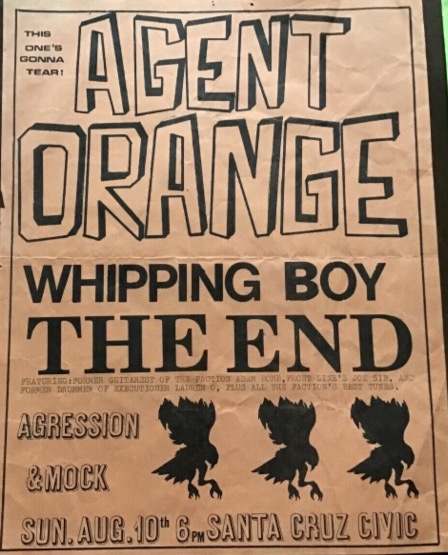 THIS
ONE'S
GONNA
TEAR!
AGENT
ORANGE
WHIPPING BOY
THE END
FEATURING:FORMER GUITAREST OF THE FACTION ADAM BOMB,FRONT-LINE'S JOE SIB, AND
FORMER DRUMMER OF EXECUTIONER LAUREN O, PLUS ALL THE FACTION'S BEST TUNES.
AGRESSION
&MOCK
SUN. AUG. 10th 6PM SANTA CRUZ CIVIC